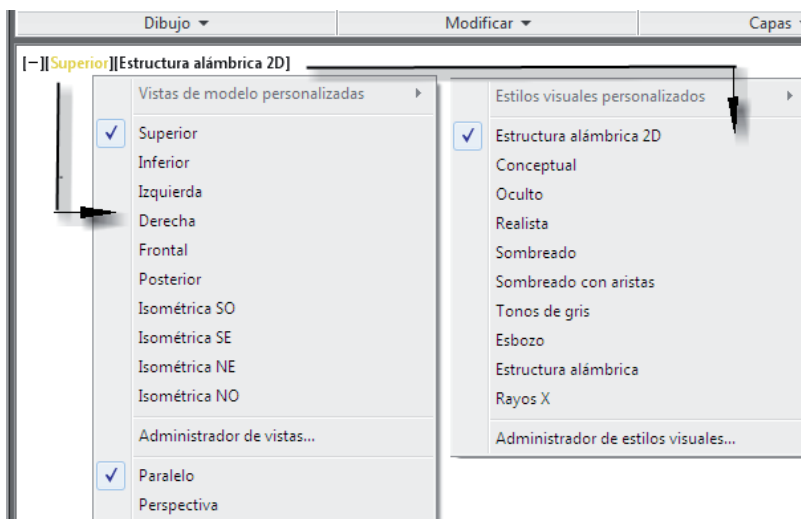 Dibujo Modificar Capas
[−][Superior][Estructura alámbrica 2D]
Vistas de modelo personalizadas
Superior
Inferior
Izquierda
Derecha
Frontal
Posterior
Isométrica SO
Isométrica SE
Isométrica NE
Isométrica NO
Administrador de vistas...
Paralelo
Perspectiva
Estilos visuales personalizados
Estructura alámbrica 2D
Conceptual
Oculto
Realista
Sombreado
Sombreado con aristas
Tonos de gris
Esbozo
Estructura alámbrica
Rayos X
Administrador de estilos visuales...